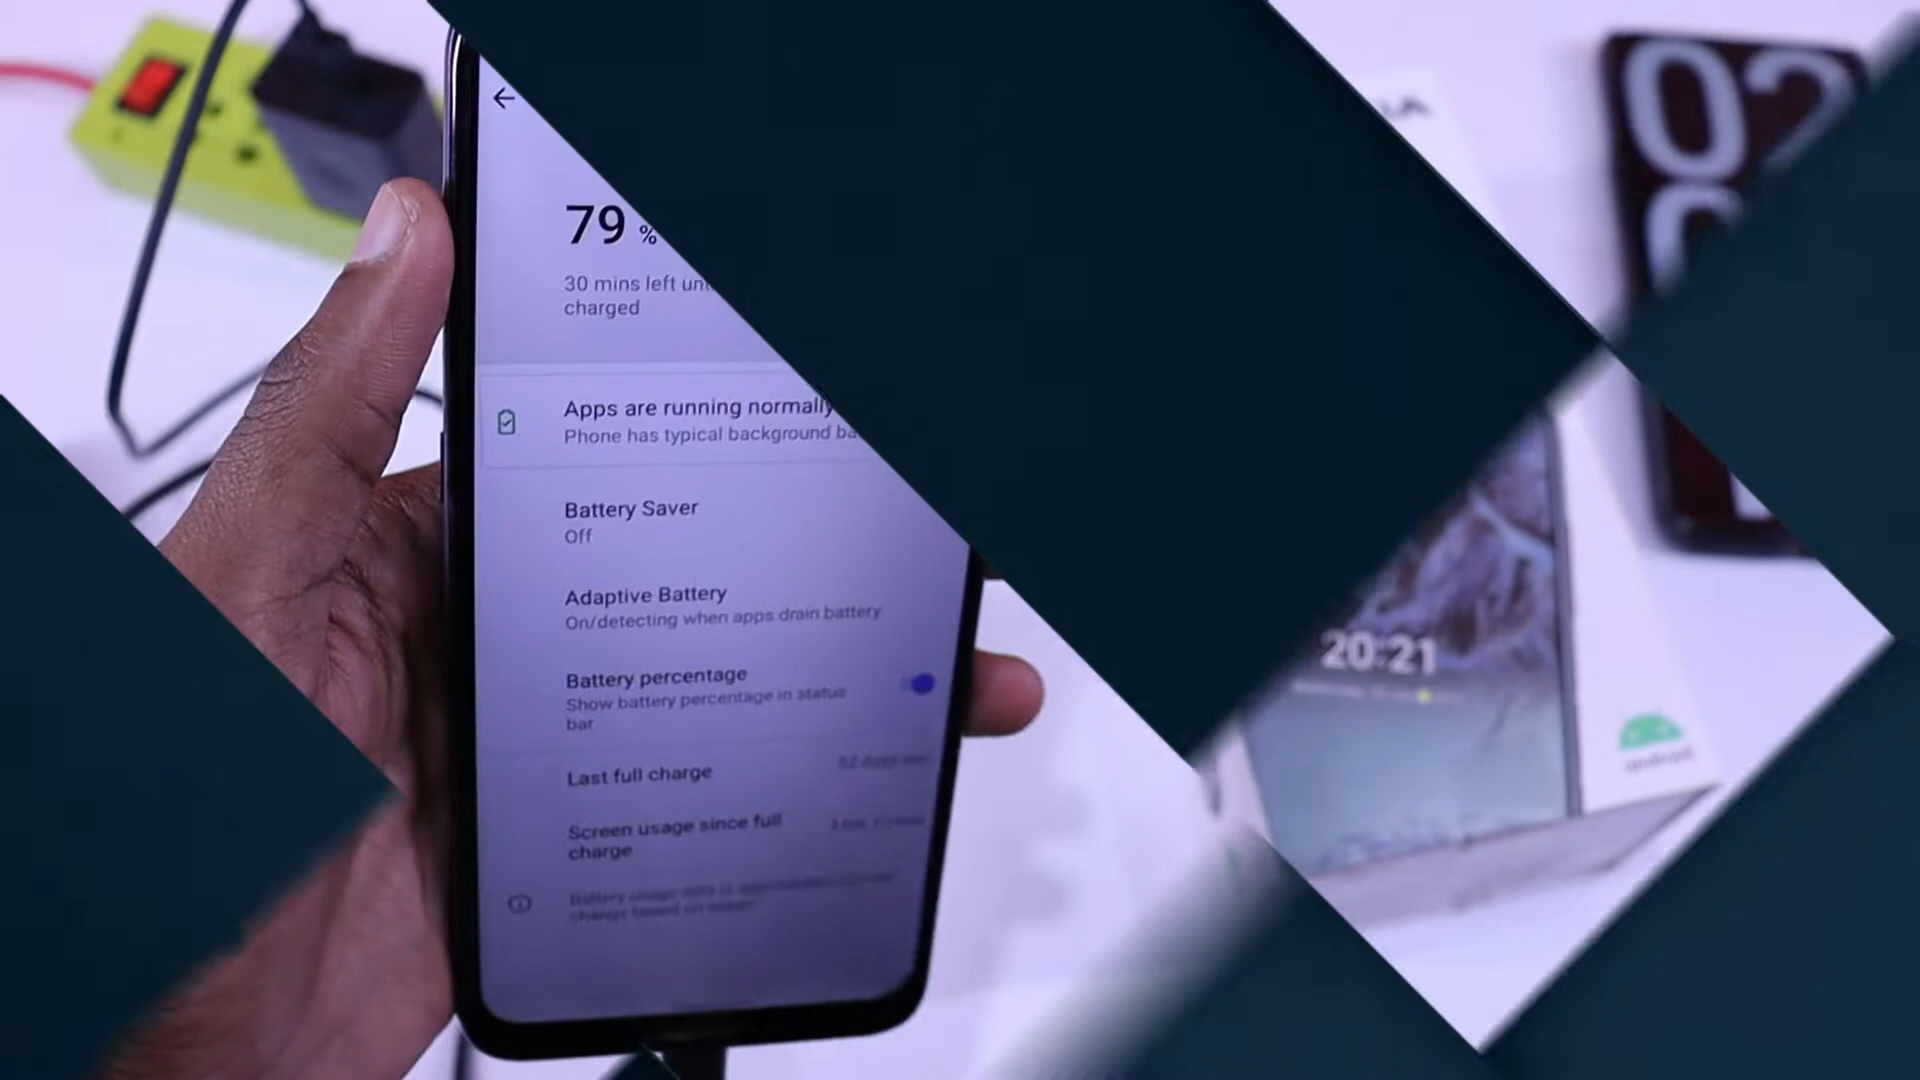 79 %
30 mins left
charged
Apps are running normally
Phone has typical background
Battery Saver
Off
Adaptive Battery
On/detecting when apps drain battery
Battery percentage
Show battery percentage in status
bar
Last full charge
Screen usage since full
charge
02
20:21
android